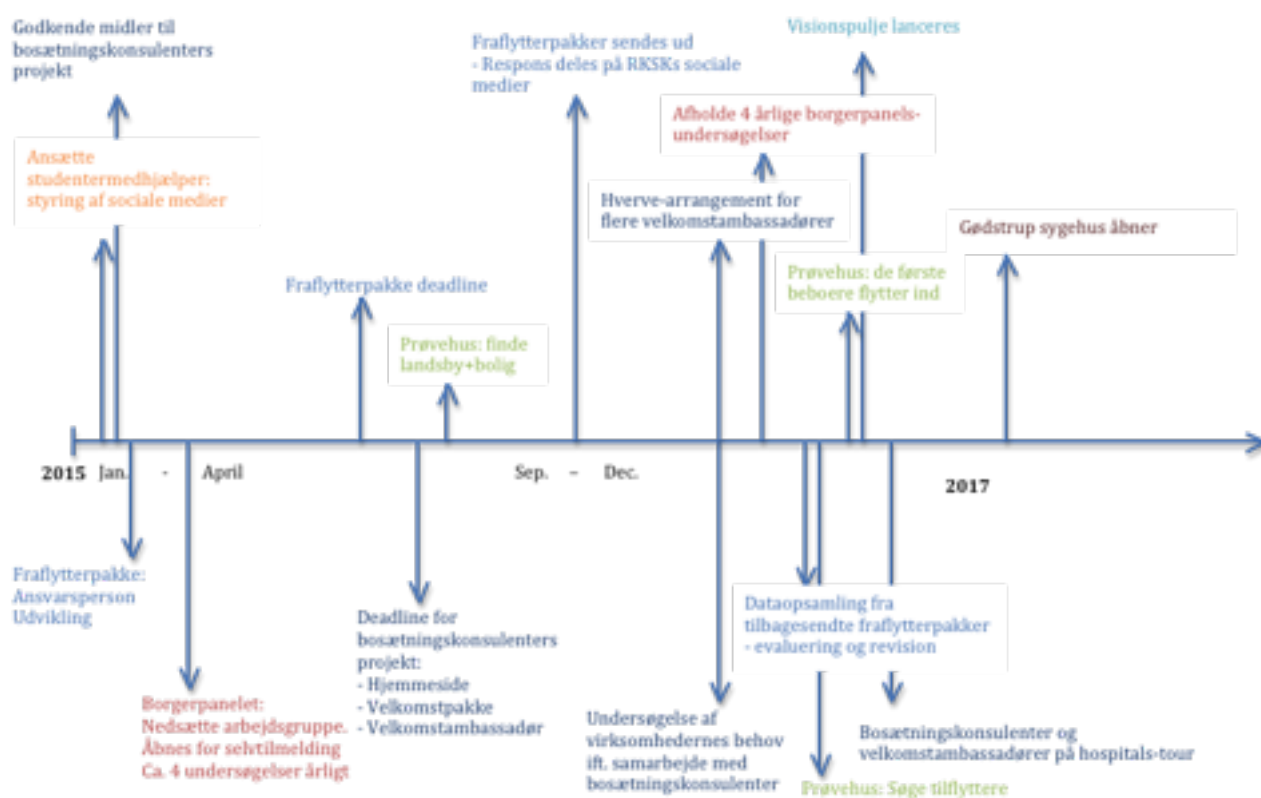 Godkende midler til
bosætningskonsulenters
projekt
Ansætte
studentermedhjælper:
styring af sociale medier
Fraflytterpakke deadline
Prøvehus: finde
landsby+bolig
Fraflytterpakker sendes ud
- Respons deles på RKSKs sociale
medier
Visionspulje lanceres
Afholde 4 årlige borgerpanels-
undersøgelser
Hverve-arrangement for
flere velkomstambassadører
Prøvehus: de første
beboere flytter ind
Gødstrup sygehus åbner
2015 Jan. - April
Sep. – Dec.
2017
Fraflytterpakke:
Ansvarsperson
Udvikling
Borgerpanelet:
Nedsætte arbejdsgruppe.
Åbnes for selvtilmelding
Ca. 4 undersøgelser årligt
Deadline for
bosætningskonsulenters
projekt:
- Hjemmeside
- Velkomstpakke
- Velkomstambassadør
Undersøgelse af
virksomhedernes behov
ift. samarbejde med
bosætningskonsulenter
Dataopsamling fra
tilbagesendte fraflytterpakker
- evaluering og revision
Bosætningskonsulenter og
velkomstambassadører på hospitals-tour
Prøvehus: Søge tilflyttere